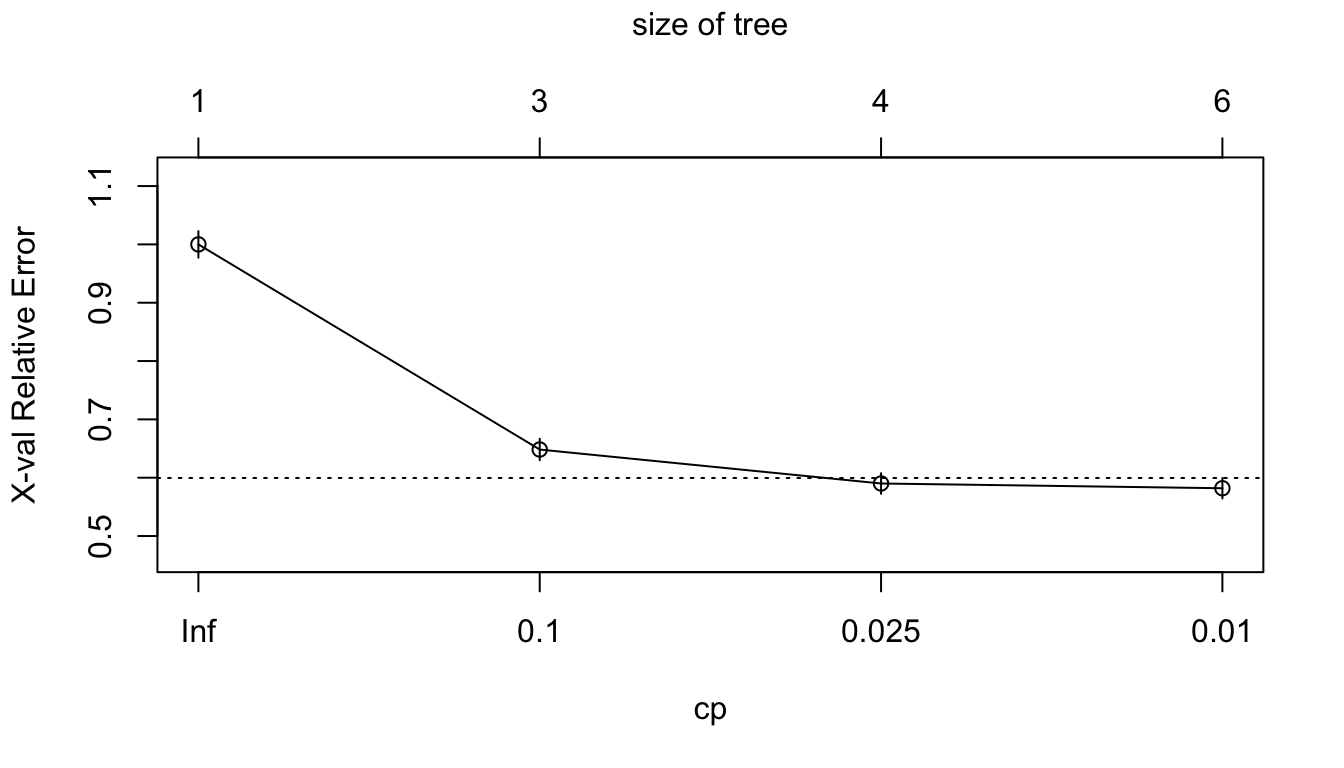 size of tree
1 3 4 6
X-val Relative Error
1.1
0.9
0.7
0.5
Inf 0.1 0.025 0.01
cp